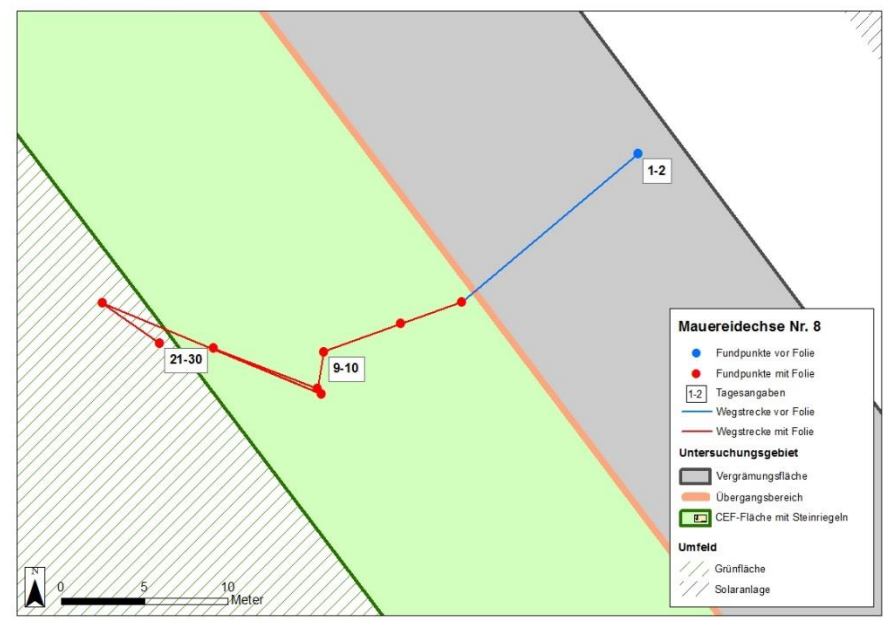 1-2
21-30
9-10
Mauereidechse Nr. 8
Fundpunkte vor Folie
Fundpunkte mit Folie
1-2 Tagesangaben
Wegstrecke vor Folie
Wegstrecke mit Folie
Untersuchungsgebiet
Vergrämungsfläche
Übergangsbereich
CEF-Fläche mit Steinriegeln
Umfeld
Grünfläche
Solaranlage
N
0 5 10
Meter